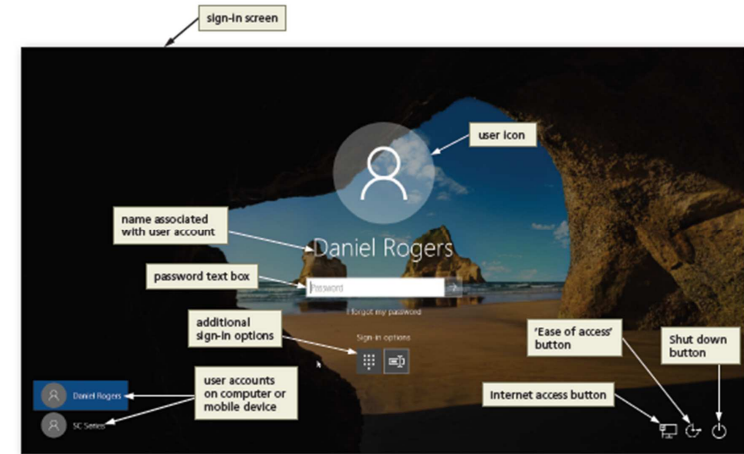 sign-in screen
user icon
name associated
with user account
Daniel Rogers
password text box
Password
I forgot my password
additional
sign-in options
Sign-in options
'Ease of access'
button
Shut down
button
user accounts
on computer or
mobile device
Internet access button
Daniel Rogers
SC Series